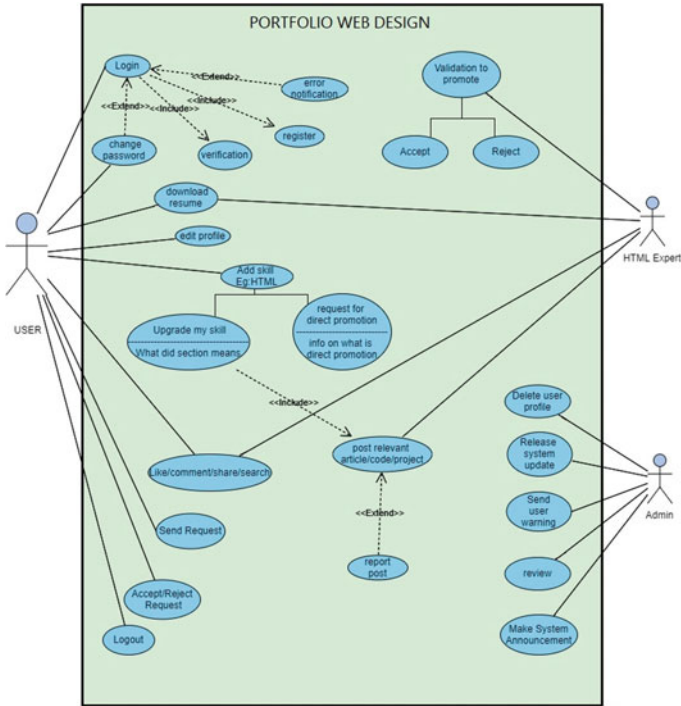 PORTFOLIO WEB DESIGN
Login
<<Extend>>
error
notification
<<Extend>>
<<Include>>
<<Include>>
change
password
verification
register
Validation to
promote
Accept
Reject
download
resume
edit profile
HTML Expert
Add skill
Eg:HTML
USER
Upgrade my skill
What did section means
request for
direct promotion
info on what is
direct promotion
<<Include>>
Delete user
profile
Release
system
update
Like/comment/share/search
post relevant
article/code/project
Send
user
warning
Admin
<<Extend>>
Send Request
report
post
review
Accept/Reject
Request
Logout
Make System
Announcement